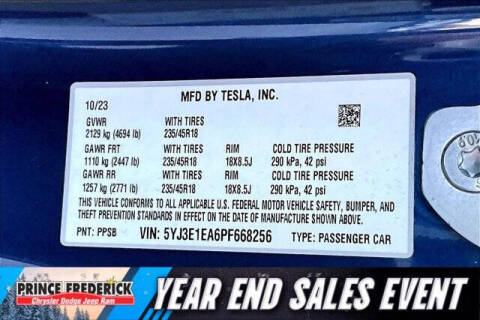 MFD BY TESLA, INC.
10/23
GVWR WITH TIRES
2129 kg (4694 lb) 235/45R18
GAWR FRT WITH TIRES RIM COLD TIRE PRESSURE
1110 kg (2447 lb) 235/45R18 18X8.5J 290 kPa, 42 psi
GAWR RR WITH TIRES RIM COLD TIRE PRESSURE
1257 kg (2771 lb) 235/45R18 18X8.5J 290 kPa, 42 psi
THIS VEHICLE CONFORMS TO ALL APPLICABLE U.S. FEDERAL MOTOR VEHICLE SAFETY, BUMPER, AND
THEFT PREVENTION STANDARDS IN EFFECT ON THE DATE OF MANUFACTURE SHOWN ABOVE.
PNT: PPSB VIN: 5YJ3E1EA6PF668256 TYPE: PASSENGER CAR
PRINCE FREDERICK
Chrysler Dodge Jeep Ram
YEAR END SALES EVENT